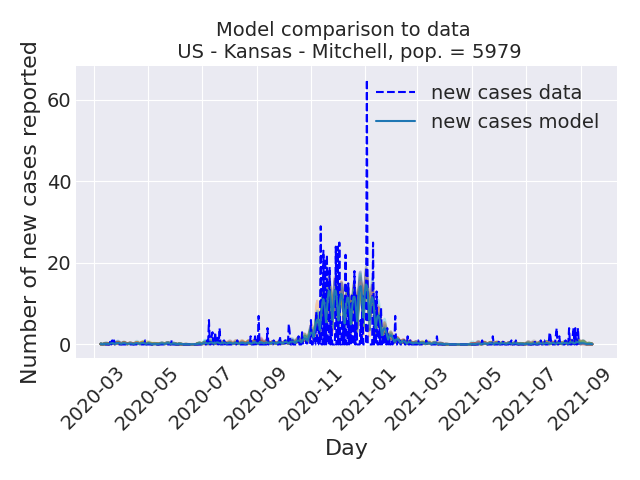 Model comparison to data
US - Kansas - Mitchell, pop. = 5979
Number of new cases reported
60
40
20
0
new cases data
new cases model
2020-03
2020-05
2020-07
2020-09
2020-11
2021-01
2021-03
2021-05
2021-07
2021-09
Day